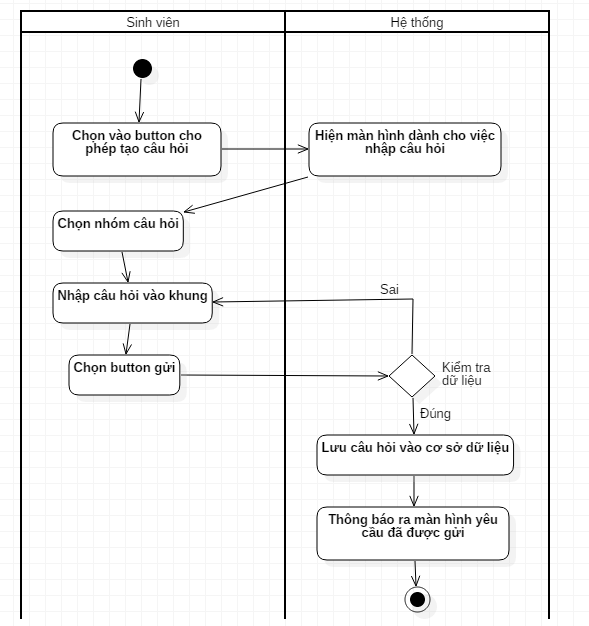 Sinh viên
Hệ thống
Chọn vào button cho
phép tạo câu hỏi
Hiện màn hình dành cho việc
nhập câu hỏi
Chọn nhóm câu hỏi
Nhập câu hỏi vào khung
Sai
Chọn button gửi
Kiểm tra
dữ liệu
Đúng
Lưu câu hỏi vào cơ sở dữ liệu
Thông báo ra màn hình yêu
cầu đã được gửi